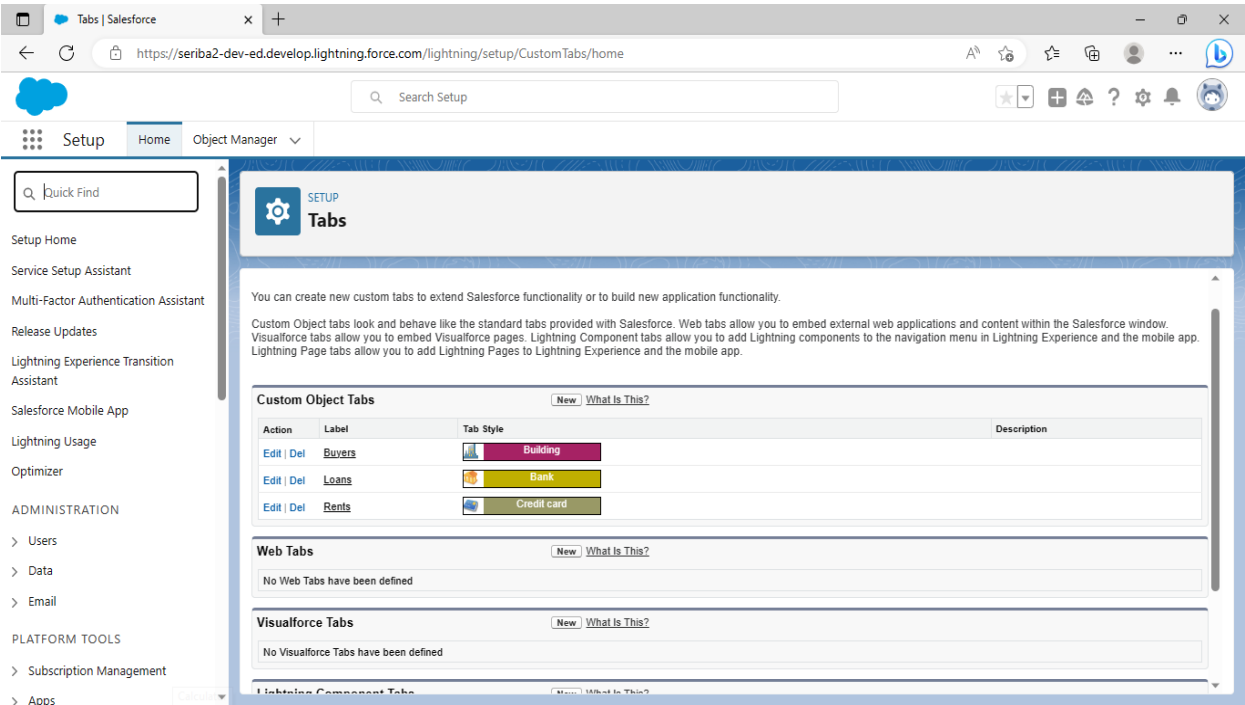 Tabs | Salesforce
https://seriba2-dev-ed.develop.lightning.force.com/lightning/setup/CustomTabs/home
Search Setup
Setup
Home
Object Manager
Quick Find
Setup Home
Service Setup Assistant
Multi-Factor Authentication Assistant
Release Updates
Lightning Experience Transition
Assistant
Salesforce Mobile App
Lightning Usage
Optimizer
ADMINISTRATION
Users
Data
Email
PLATFORM TOOLS
Subscription Management
Apps
SETUP
Tabs
You can create new custom tabs to extend Salesforce functionality or to build new application functionality.
Custom Object tabs look and behave like the standard tabs provided with Salesforce. Web tabs allow you to embed external web applications and content within the Salesforce window.
Visualforce tabs allow you to embed Visualforce pages. Lightning Component tabs allow you to add Lightning components to the navigation menu in Lightning Experience and the mobile app.
Lightning Page tabs allow you to add Lightning Pages to Lightning Experience and the mobile app.
Custom Object Tabs New What Is This?
Action Label Tab Style Description
Edit | Del Buyers Building
Edit | Del Loans Bank
Edit | Del Rents Credit card
Web Tabs New What Is This?
No Web Tabs have been defined
Visualforce Tabs New What Is This?
No Visualforce Tabs have been defined
Lightning Component Tabs New What Is This?